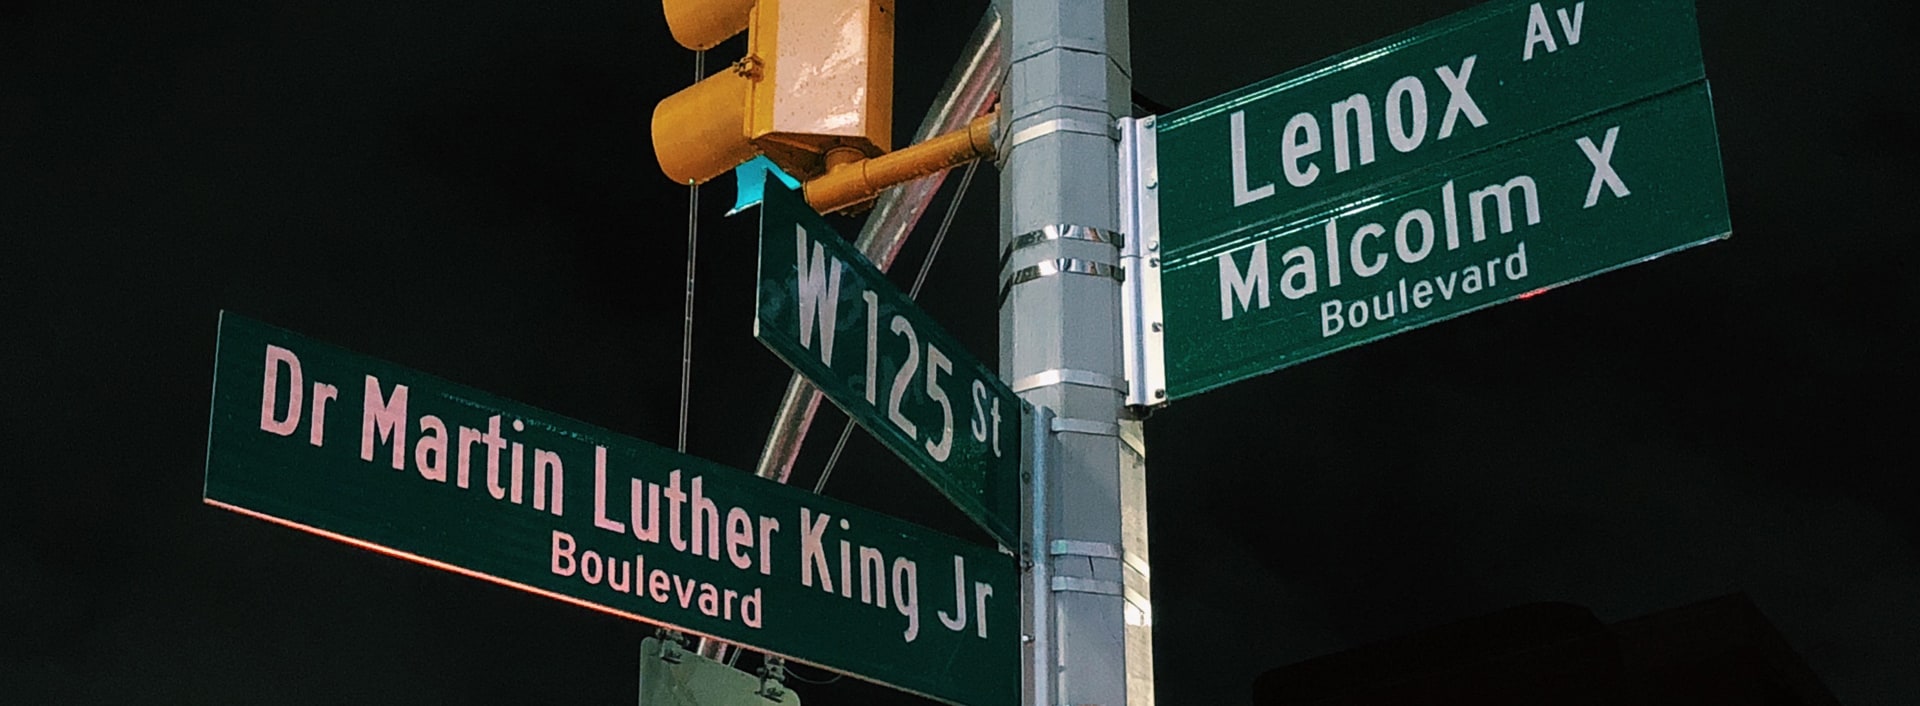 Lenox Av
Malcolm X
Boulevard
W 125 St
Dr Martin Luther King Jr
Boulevard